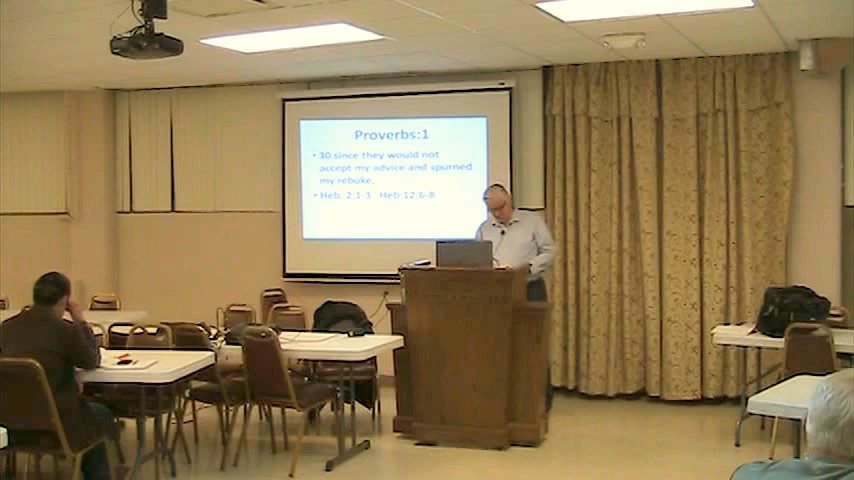 Proverbs:1
• 30 since they would not
accept my advice and spurned
my rebuke.
• Heb. 2:1-3 Heb.12:6-8